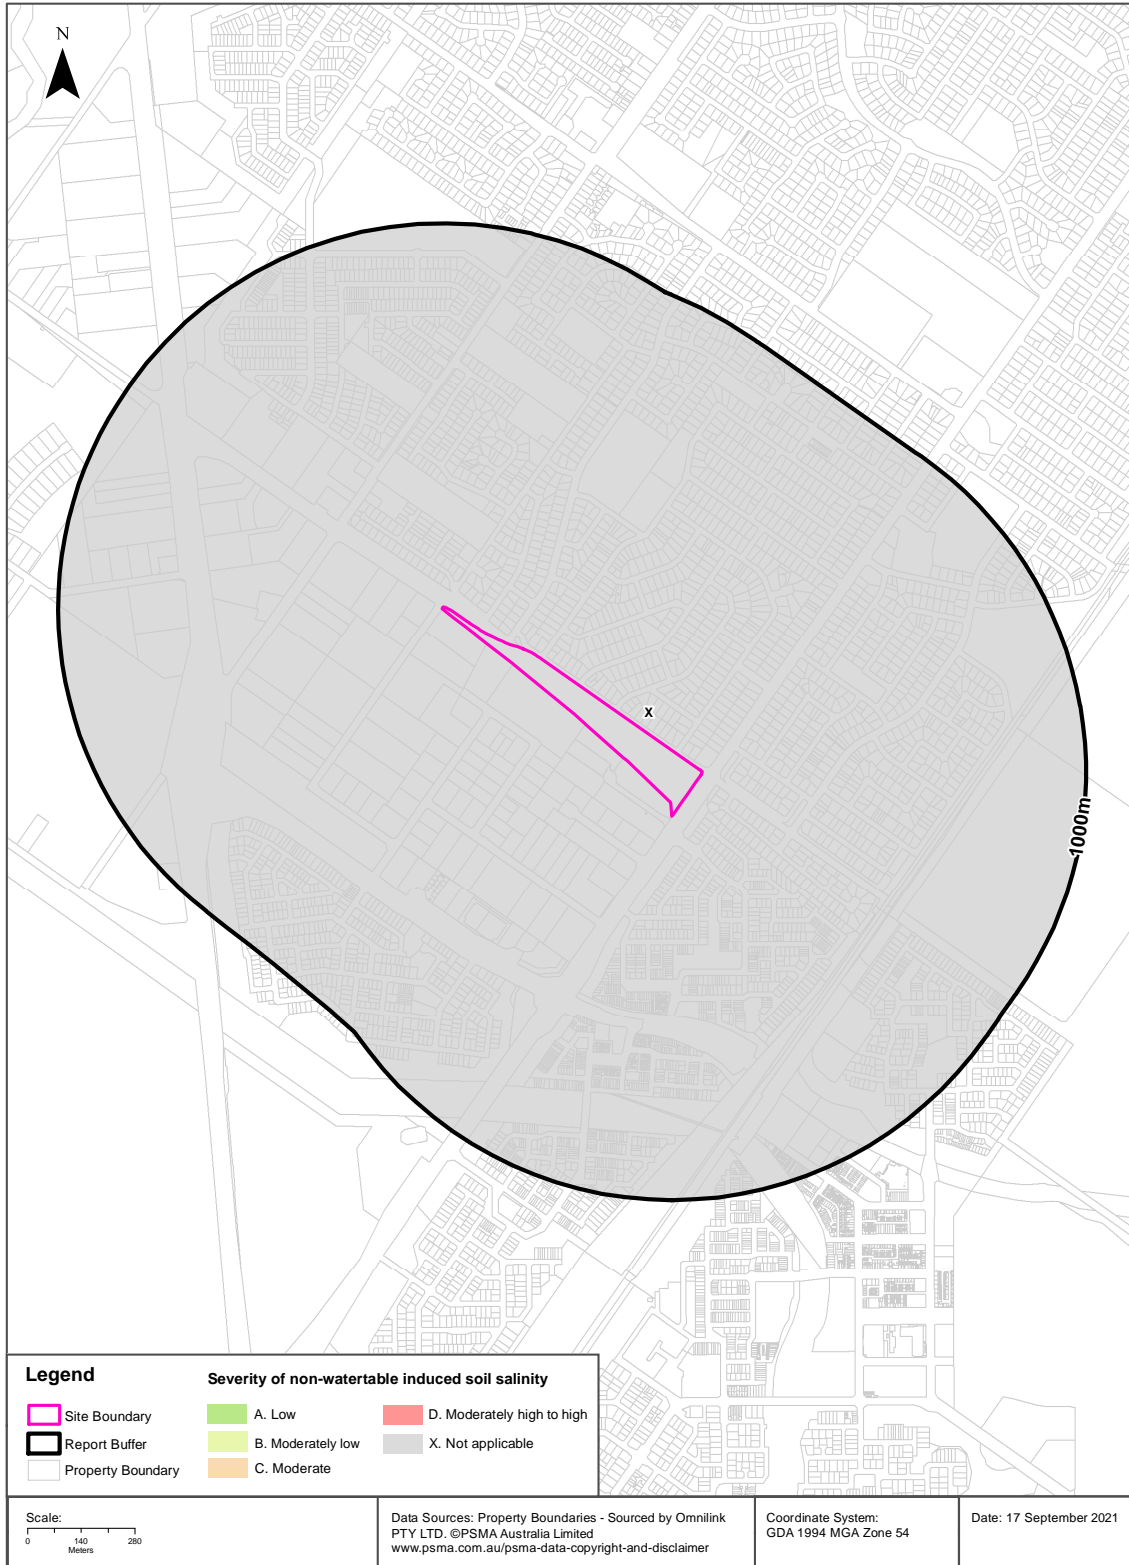 N
X
1000m
Legend
Site Boundary
Report Buffer
Property Boundary
Severity of non-watertable induced soil salinity
A. Low
B. Moderately low
C. Moderate
D. Moderately high to high
X. Not applicable
Scale:
0 140 280
Meters
Data Sources: Property Boundaries - Sourced by Omnilink
PTY LTD. ©PSMA Australia Limited
www.psma.com.au/psma-data-copyright-and-disclaimer
Coordinate System:
GDA 1994 MGA Zone 54
Date: 17 September 2021